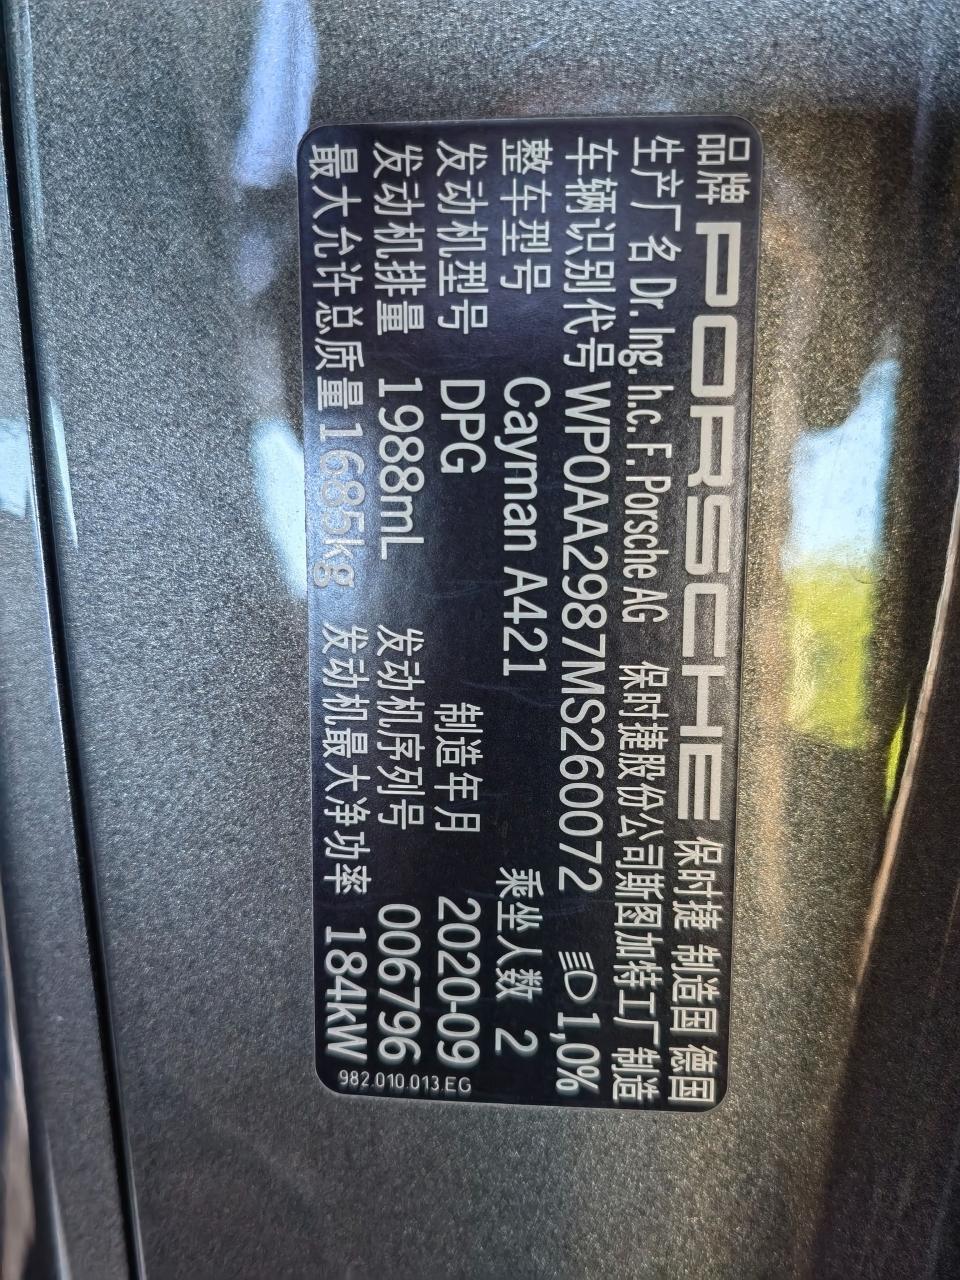 品牌 PORSCHE 保时捷 制造国 德国
生产厂名 Dr. Ing. h.c. F. Porsche AG 保时捷股份公司斯图加特工厂制造
车辆识别代号 WP0AA2987MS260072 1,0%
整车型号 Cayman A421 乘坐人数 2
发动机型号 DPG 制造年月 2020-09
发动机排量 1988mL 发动机序列号 006796
最大允许总质量 1685kg 发动机最大净功率 184kW
982.010.013.EG